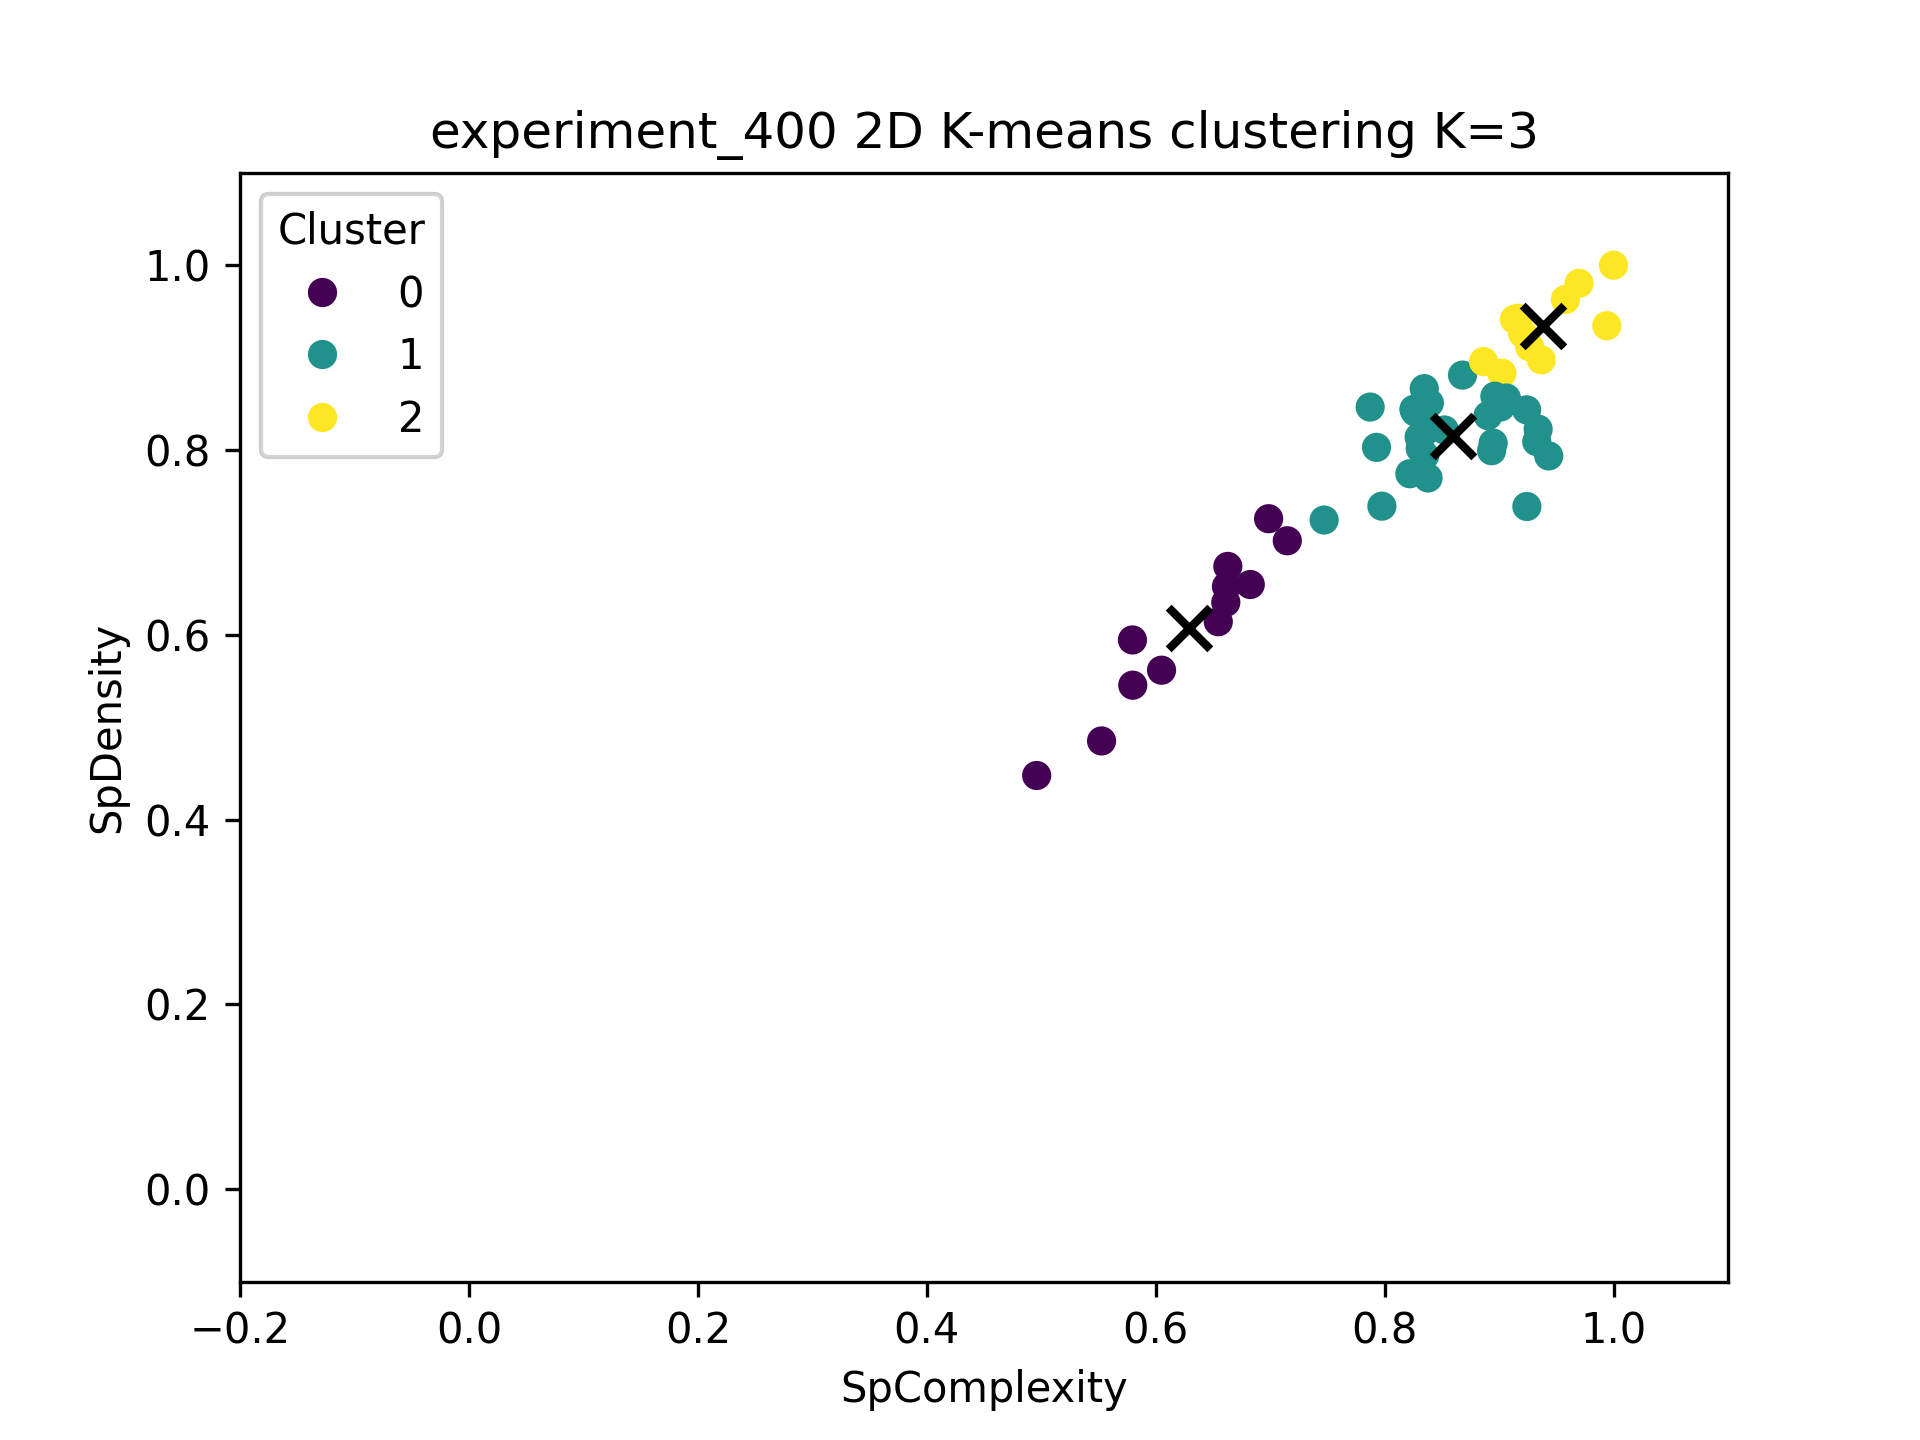 experiment_400 2D K-means clustering K=3
Cluster
0
1
2
1.0
0.8
0.6
0.4
0.2
0.0
SpDensity
−0.2 0.0 0.2 0.4 0.6 0.8 1.0
SpComplexity